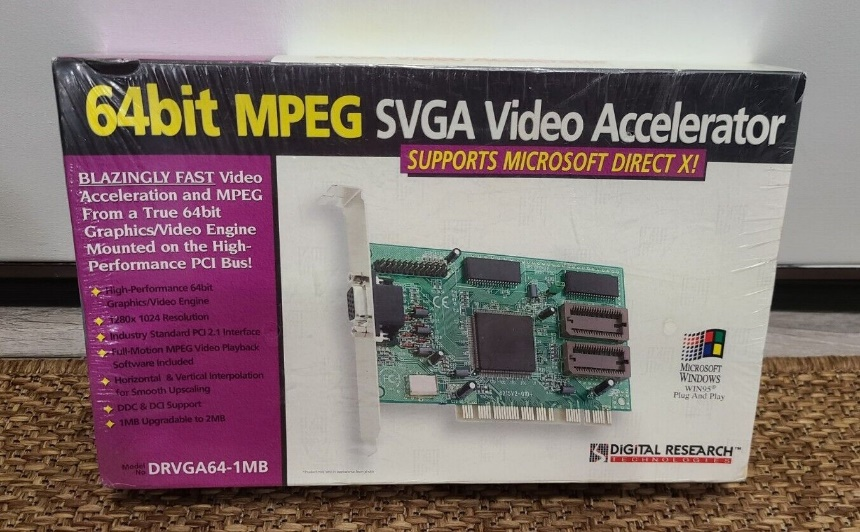 64bit MPEG SVGA Video Accelerator
SUPPORTS MICROSOFT DIRECT X!
BLAZINGLY FAST Video
Acceleration and MPEG
From a True 64bit
Graphics/Video Engine
Mounted on the High-
Performance PCI Bus!
High-Performance 64bit
Graphics/Video Engine
1280x 1024 Resolution
Industry Standard PCI 2.1 Interface
Full-Motion MPEG Video Playback
Software Included
Horizontal & Vertical Interpolation
for Smooth Upscaling
DDC & DCI Support
1MB Upgradable to 2MB
Model No. DRVGA64-1MB
CE
MICROSOFT
WINDOWS
WIN95®
Plug And Play
DIGITAL RESEARCH™
TECHNOLOGIES